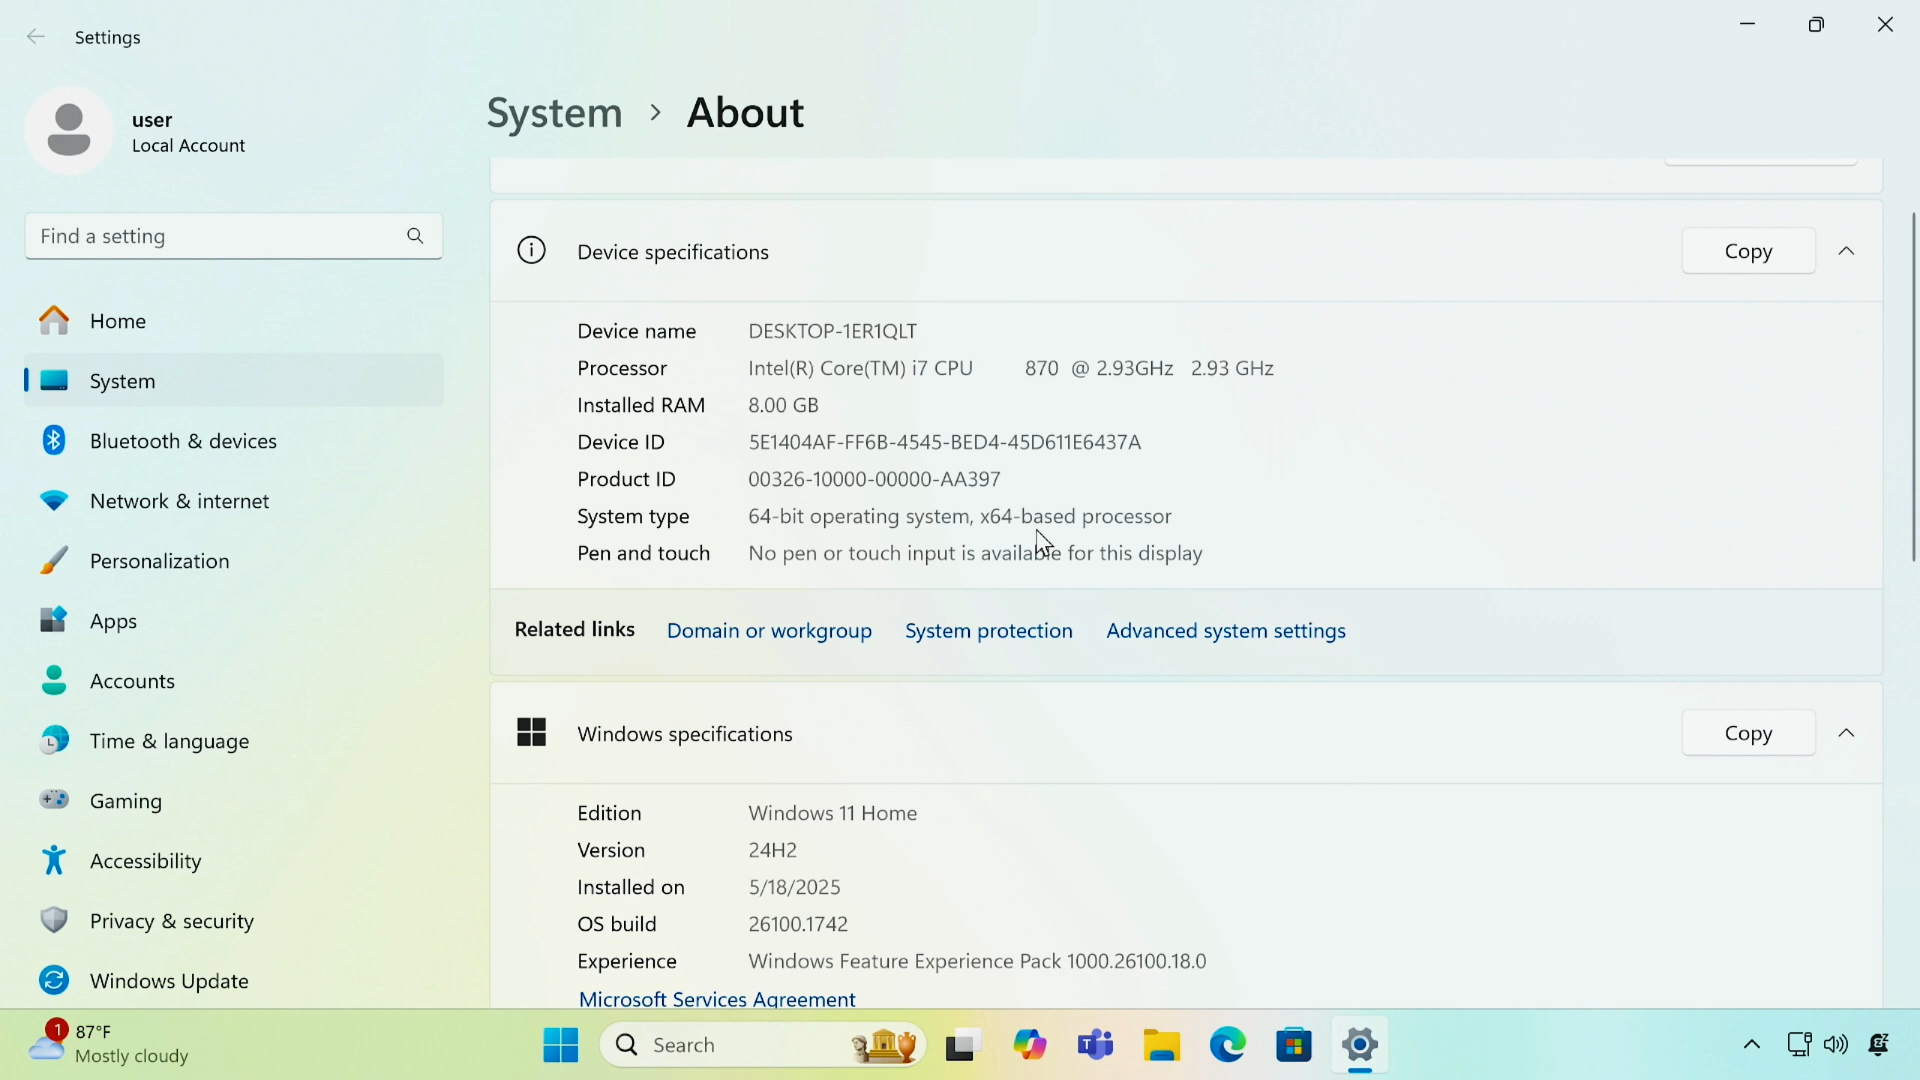 Settings
user
Local Account
Find a setting
Home
System
Bluetooth & devices
Network & internet
Personalization
Apps
Accounts
Time & language
Gaming
Accessibility
Privacy & security
Windows Update
System > About
Device specifications
Copy
Device name DESKTOP-1ER1QLT
Processor Intel(R) Core(TM) i7 CPU 870 @ 2.93GHz 2.93 GHz
Installed RAM 8.00 GB
Device ID 5E1404AF-FF6B-4545-BED4-45D611E6437A
Product ID 00326-10000-00000-AA397
System type 64-bit operating system, x64-based processor
Pen and touch No pen or touch input is available for this display
Related links Domain or workgroup System protection Advanced system settings
Windows specifications
Copy
Edition Windows 11 Home
Version 24H2
Installed on 5/18/2025
OS build 26100.1742
Experience Windows Feature Experience Pack 1000.26100.18.0
Microsoft Services Agreement
1
87°F
Mostly cloudy
Search